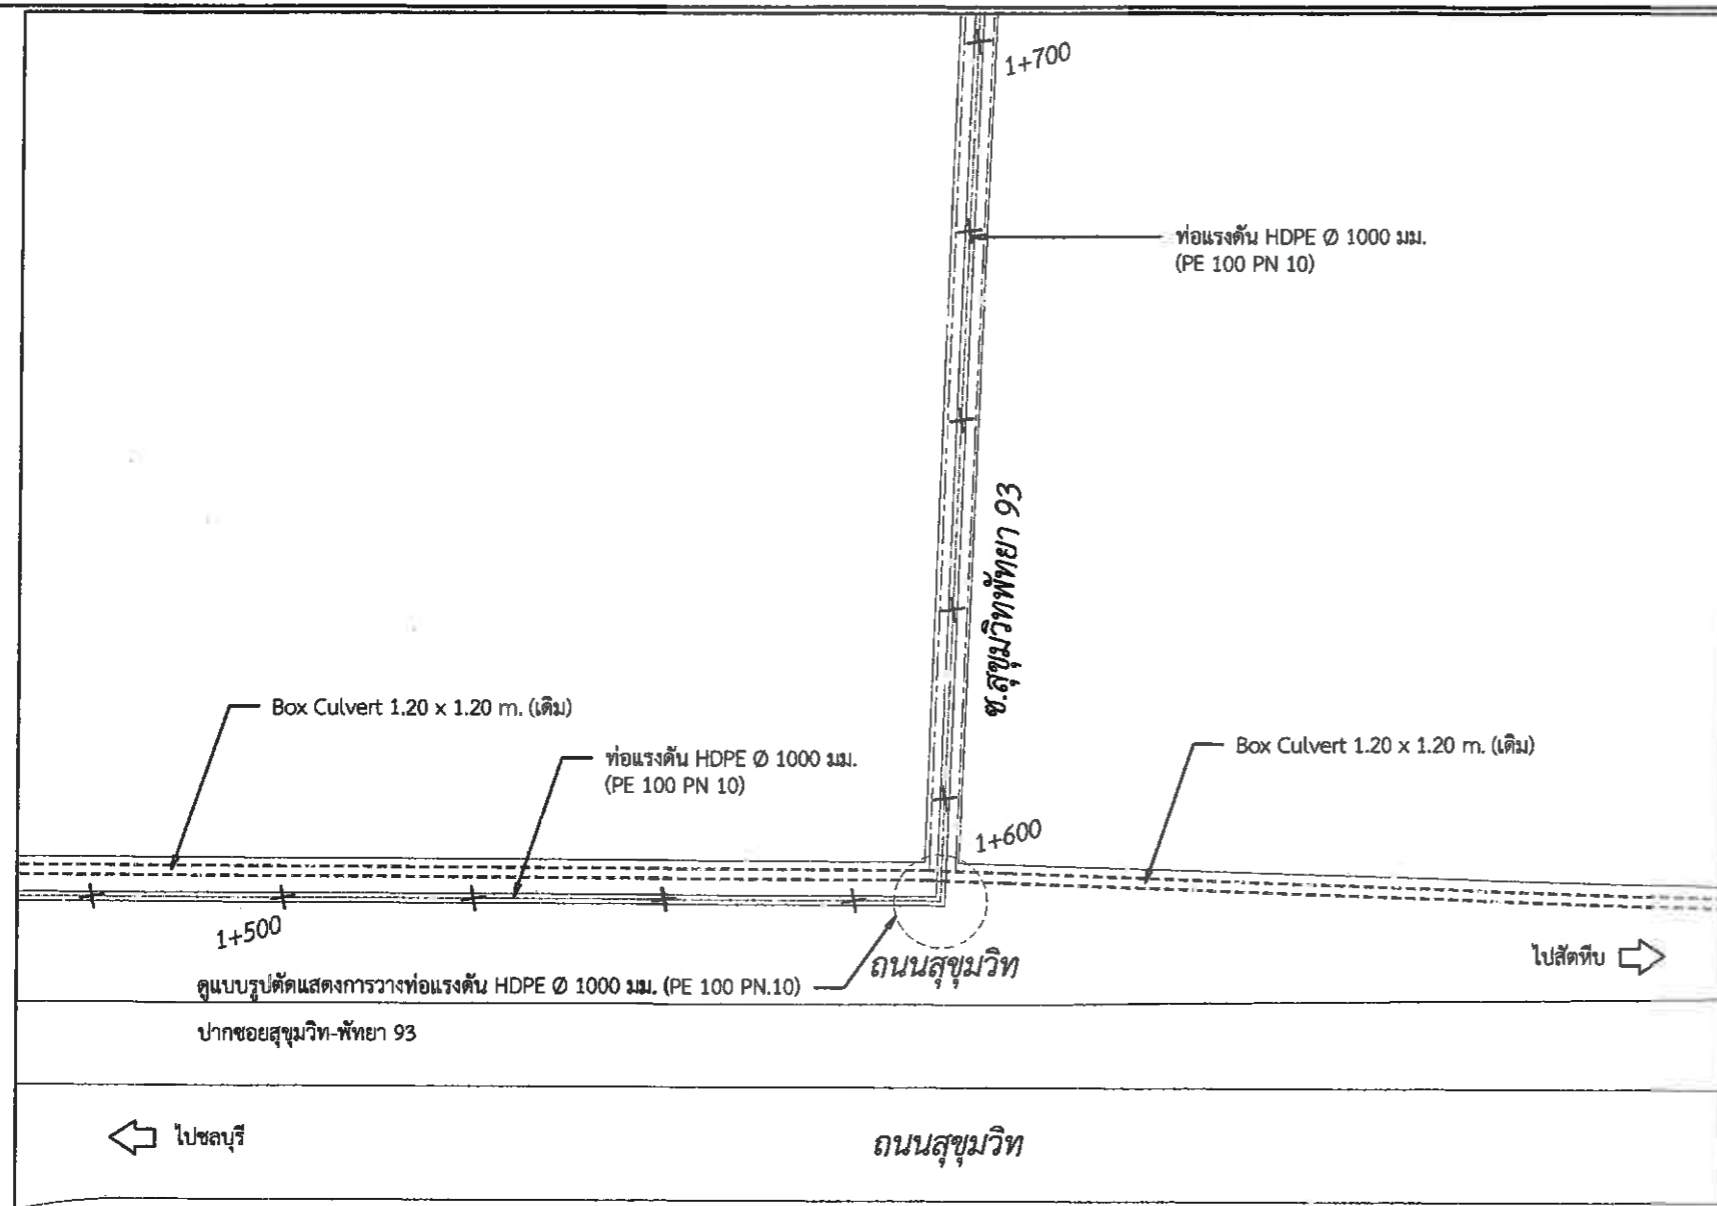 1+700
ท่อแรงดัน HDPE Ø 1000 มม.
(PE 100 PN 10)
ซ.สุขุมวิทพัทยา 93
Box Culvert 1.20 x 1.20 m. (เดิม)
ท่อแรงดัน HDPE Ø 1000 มม.
(PE 100 PN 10)
Box Culvert 1.20 x 1.20 m. (เดิม)
1+600
1+500
ถนนสุขุมวิท
ไปสัตหีบ
ดูแบบรูปตัดแสดงการวางท่อแรงดัน HDPE Ø 1000 มม. (PE 100 PN.10)
ปากซอยสุขุมวิท-พัทยา 93
ไปชลบุรี
ถนนสุขุมวิท